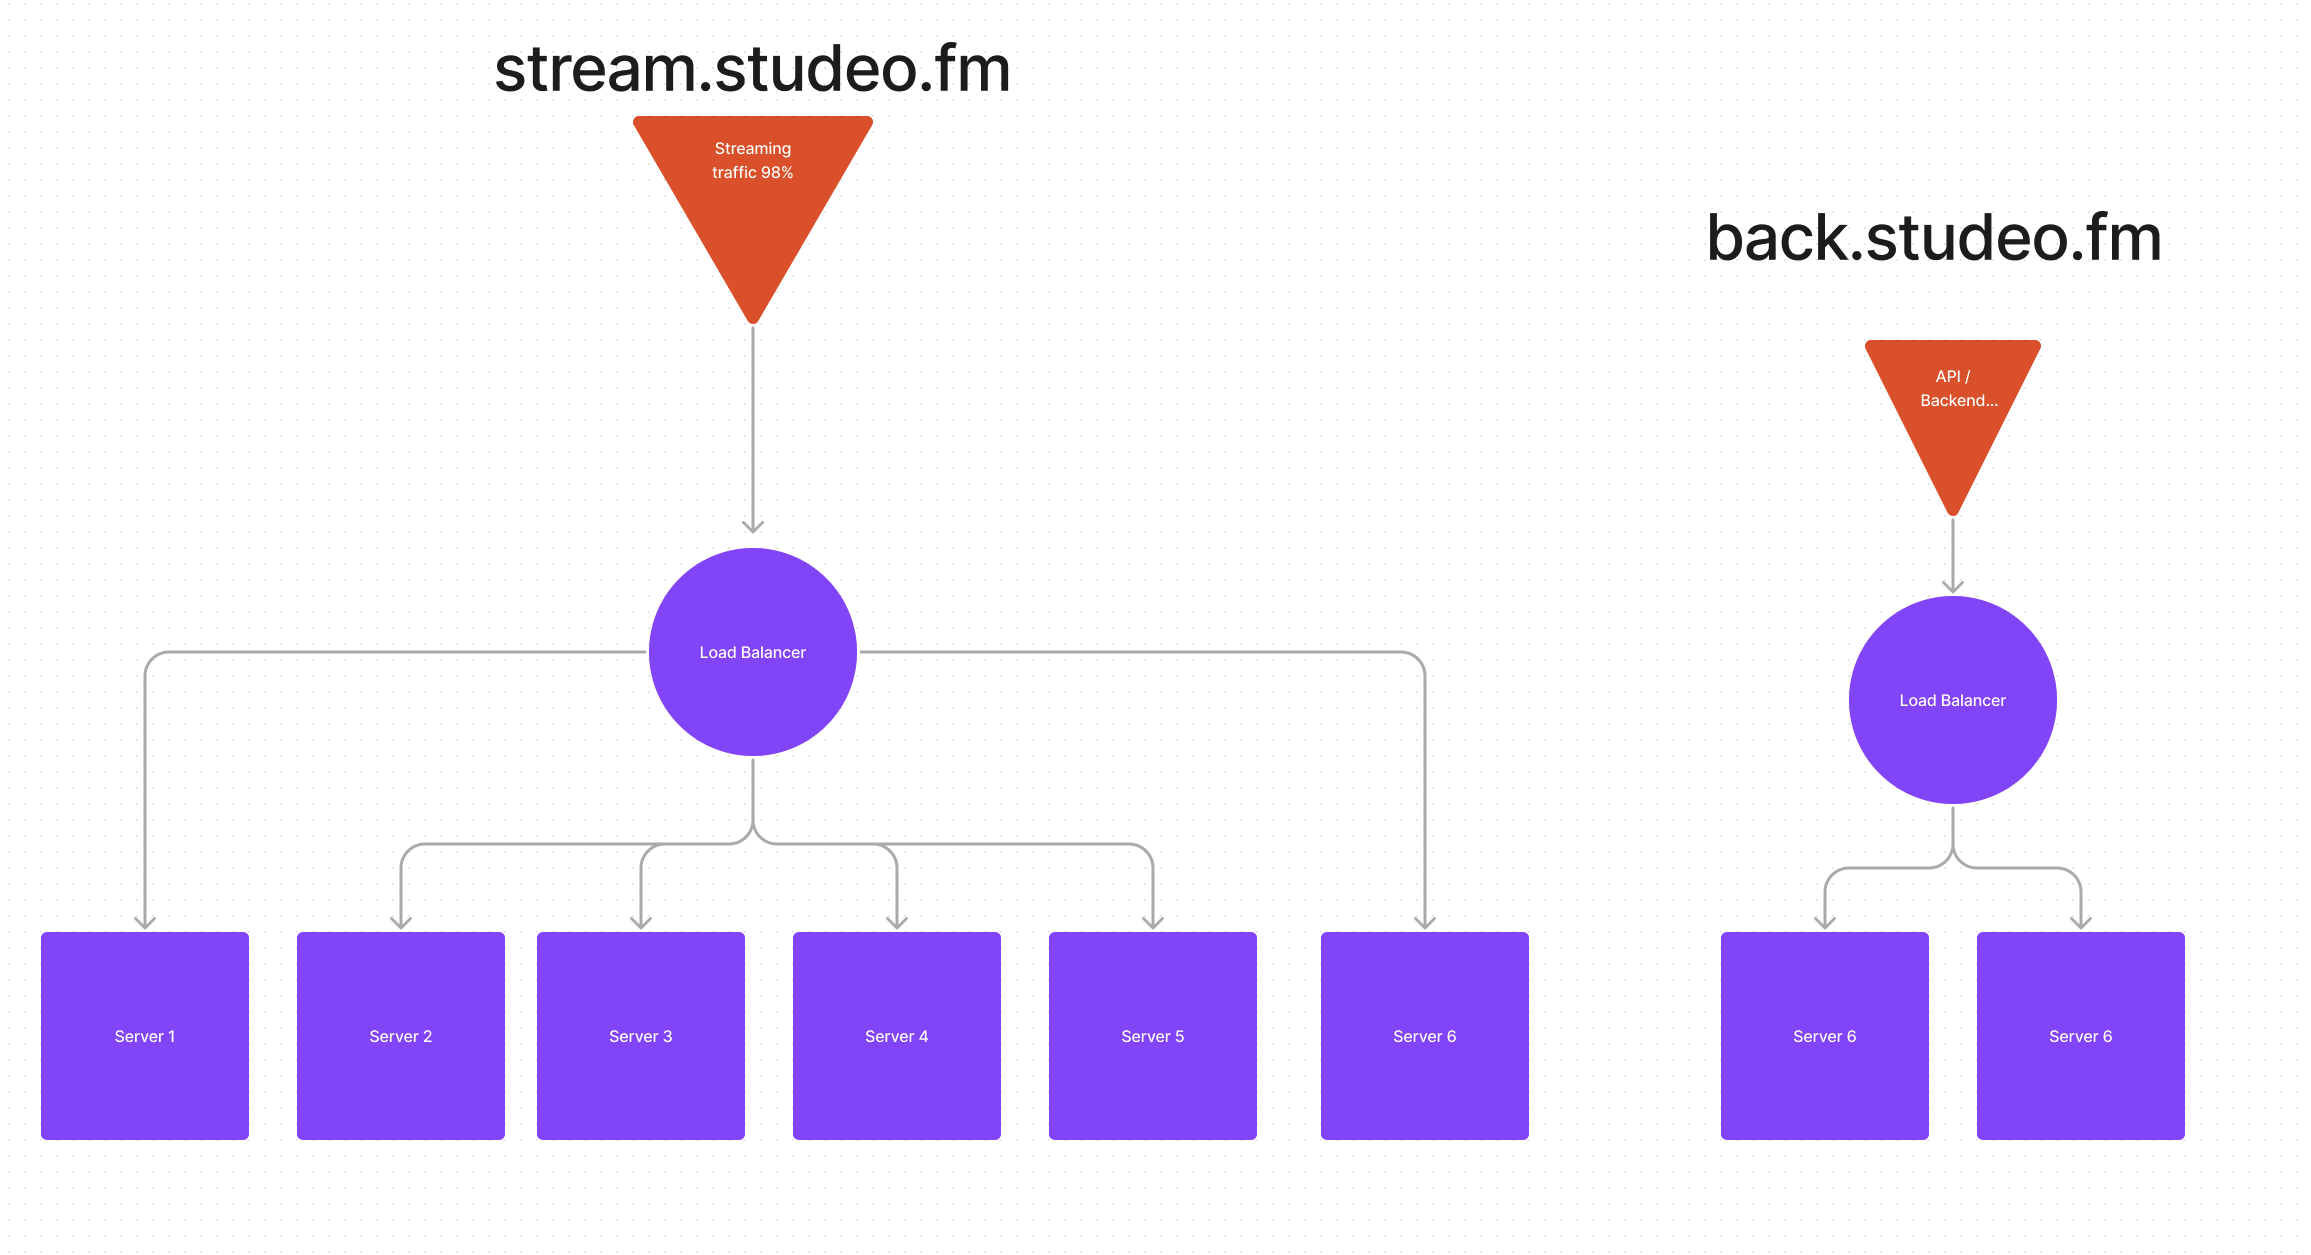 stream.studeo.fm
Streaming
traffic 98%
back.studeo.fm
API /
Backend...
Load Balancer
Load Balancer
Server 1
Server 2
Server 3
Server 4
Server 5
Server 6
Server 6
Server 6